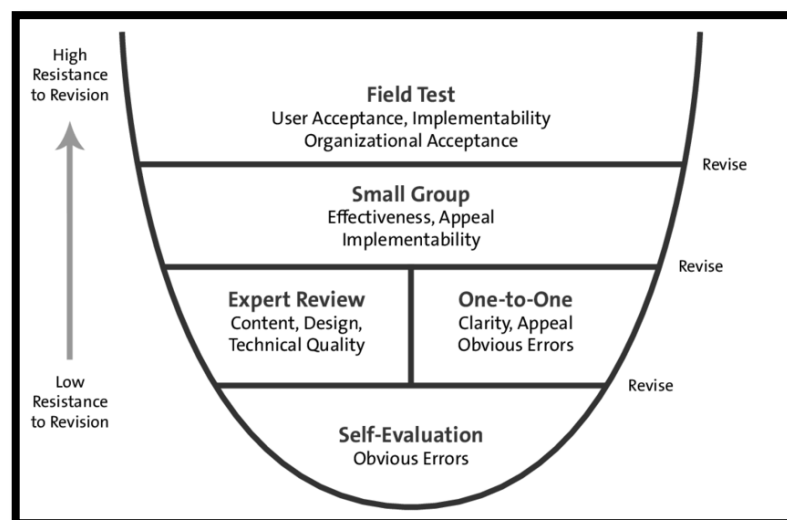 High
Resistance
to Revision
Field Test
User Acceptance, Implementability
Organizational Acceptance
Revise
Small Group
Effectiveness, Appeal
Implementability
Revise
Expert Review
Content, Design,
Technical Quality
One-to-One
Clarity, Appeal
Obvious Errors
Low
Resistance
to Revision
Revise
Self-Evaluation
Obvious Errors